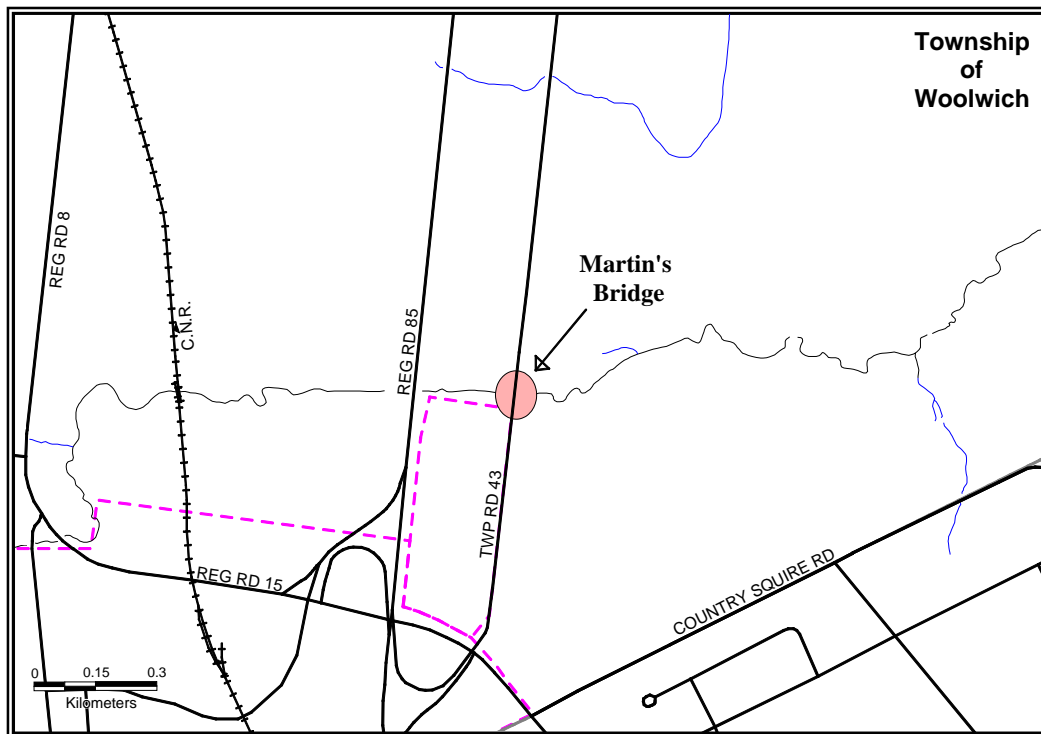 Township
of
Woolwich
REG RD 8
C.N.R.
REG RD 85
Martin's
Bridge
TWP RD 43
REG RD 15
COUNTRY SQUIRE RD
0 0.15 0.3
Kilometers